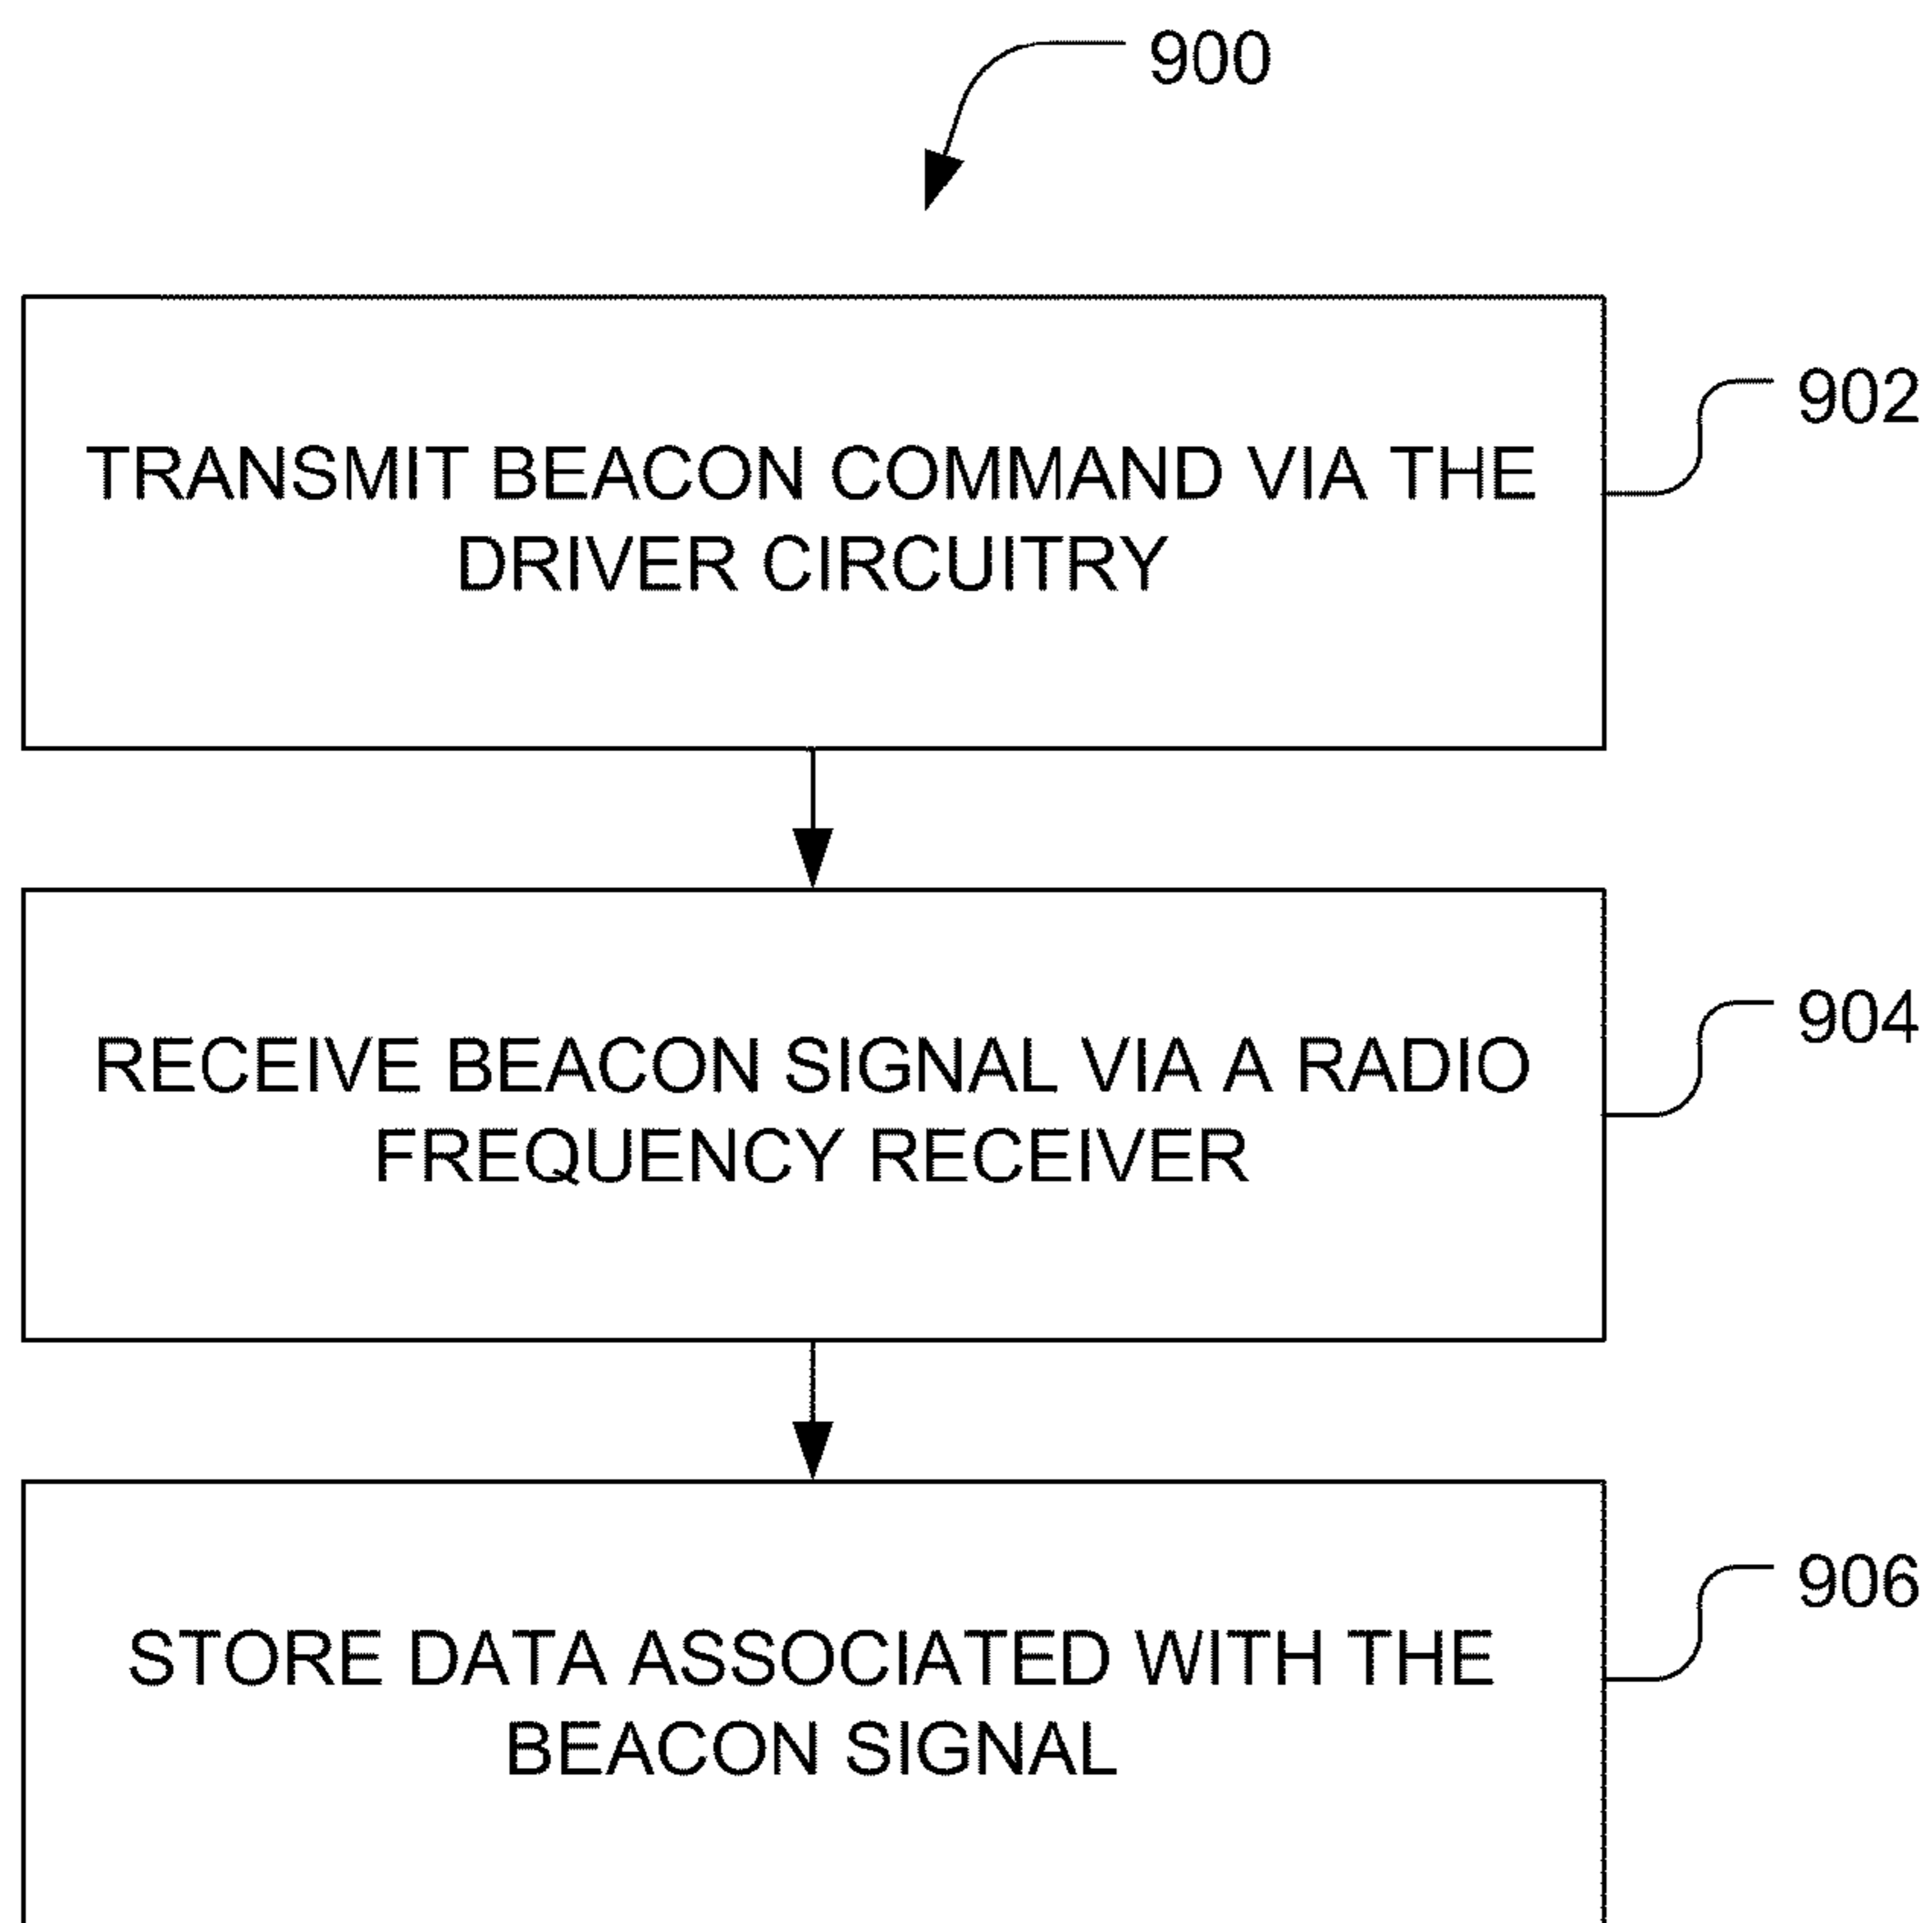 900
902
TRANSMIT BEACON COMMAND VIA THE
DRIVER CIRCUITRY
904
RECEIVE BEACON SIGNAL VIA A RADIO
FREQUENCY RECEIVER
906
STORE DATA ASSOCIATED WITH THE
BEACON SIGNAL